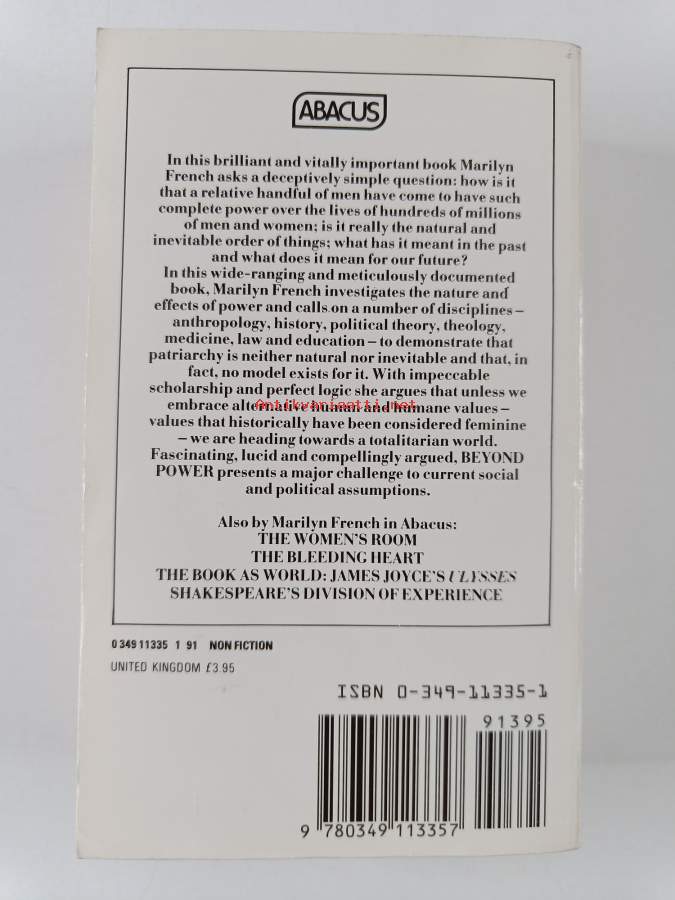 ABACUS
In this brilliant and vitally important book Marilyn
French asks a deceptively simple question: how is it
that a relative handful of men have come to have such
complete power over the lives of hundreds of millions
of men and women; is it really the natural and
inevitable order of things; what has it meant in the past
and what does it mean for our future?
In this wide-ranging and meticulously documented
book, Marilyn French investigates the nature and
effects of power and calls on a number of disciplines –
anthropology, history, political theory, theology,
medicine, law and education – to demonstrate that
patriarchy is neither natural nor inevitable and that, in
fact, no model exists for it. With impeccable
scholarship and perfect logic she argues that unless we
embrace alternative human and humane values –
Antikvariaatti.net
values that historically have been considered feminine
– we are heading towards a totalitarian world.
Fascinating, lucid and compellingly argued, BEYOND
POWER presents a major challenge to current social
and political assumptions.
Also by Marilyn French in Abacus:
THE WOMEN'S ROOM
THE BLEEDING HEART
THE BOOK AS WORLD: JAMES JOYCE'S ULYSSES
SHAKESPEARE'S DIVISION OF EXPERIENCE
0 349 11335 1 91 NON FICTION
UNITED KINGDOM £3.95
ISBN 0-349-11335-1
91395
9 780349 113357